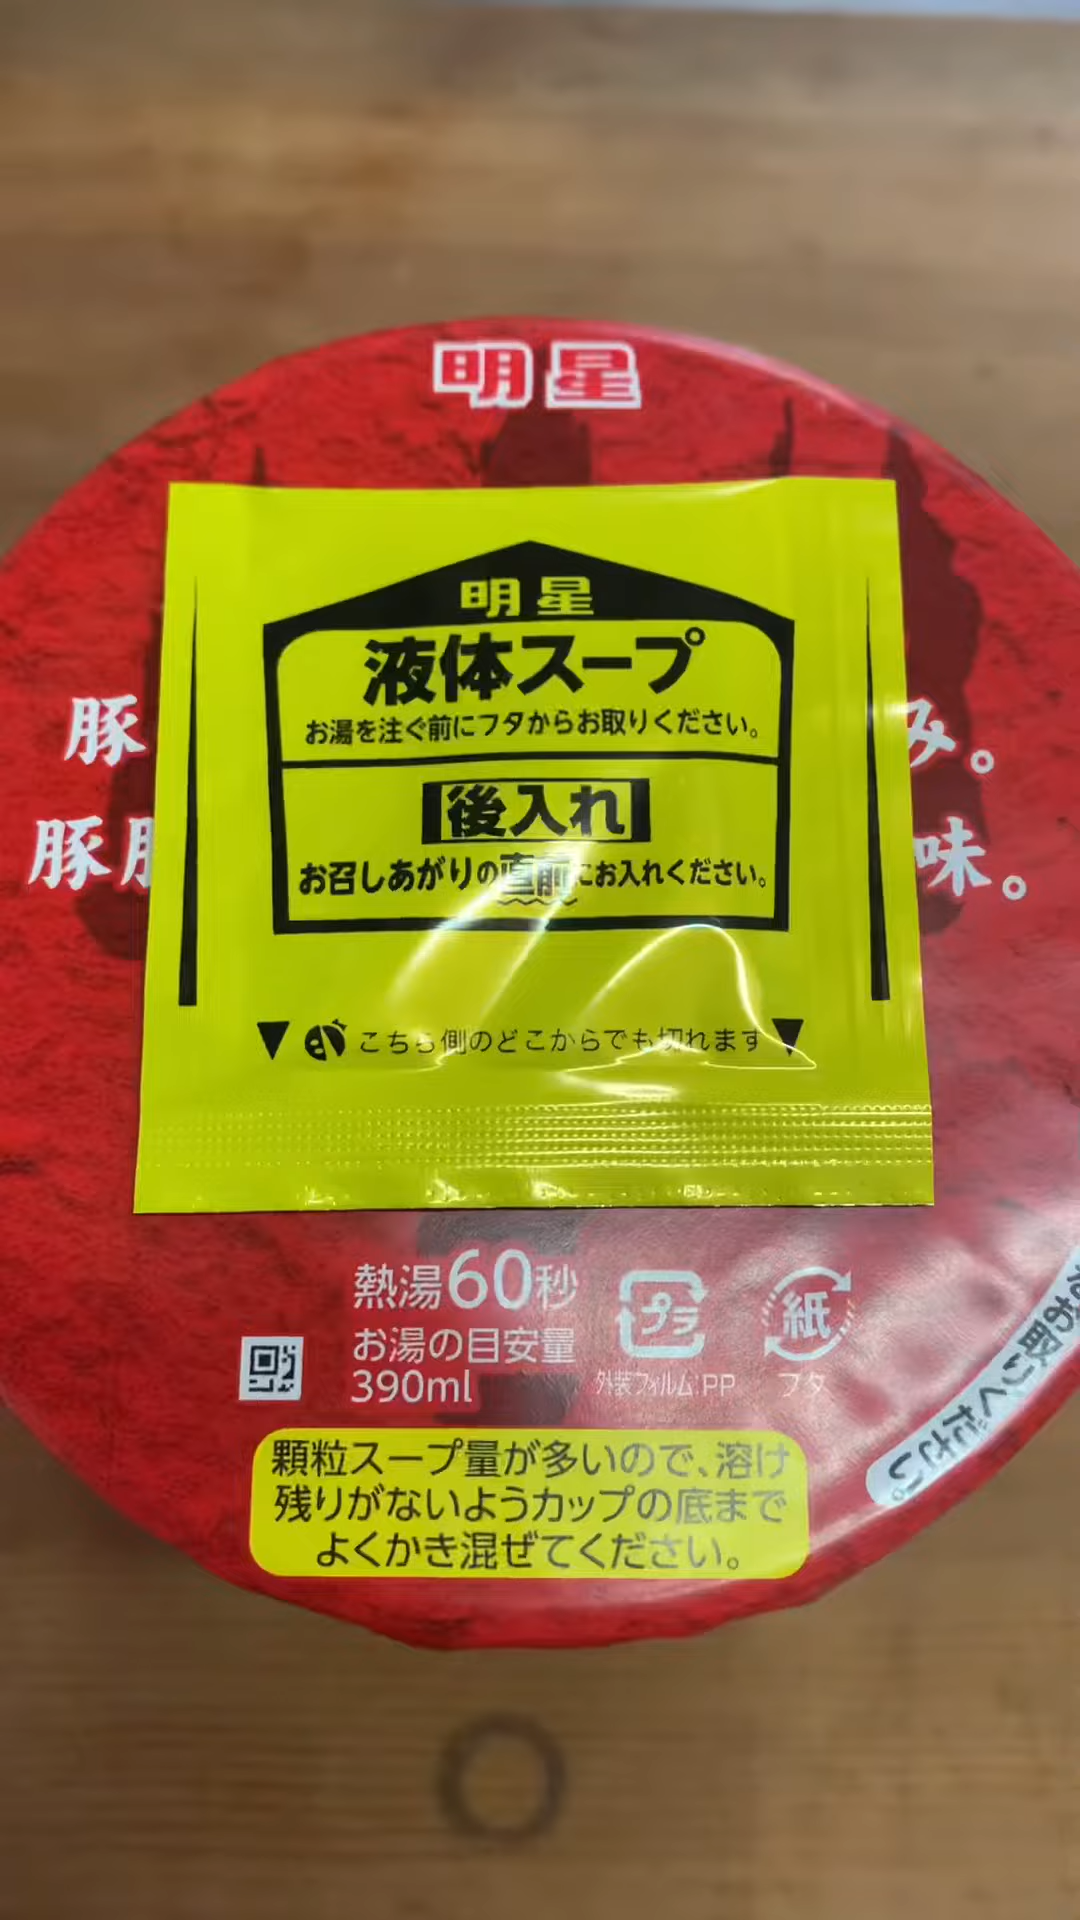 明星
明星
液体スープ
お湯を注ぐ前にフタからお取りください。
後入れ
お召しあがりの直前にお入れください。
こちら側のどこからでも切れます
豚
み。
豚
味。
熱湯60秒
お湯の目安量
390ml
プラ
外装フィルム:PP
紙
フタ
お取りください。
顆粒スープ量が多いので、溶け
残りがないようカップの底まで
よくかき混ぜてください。